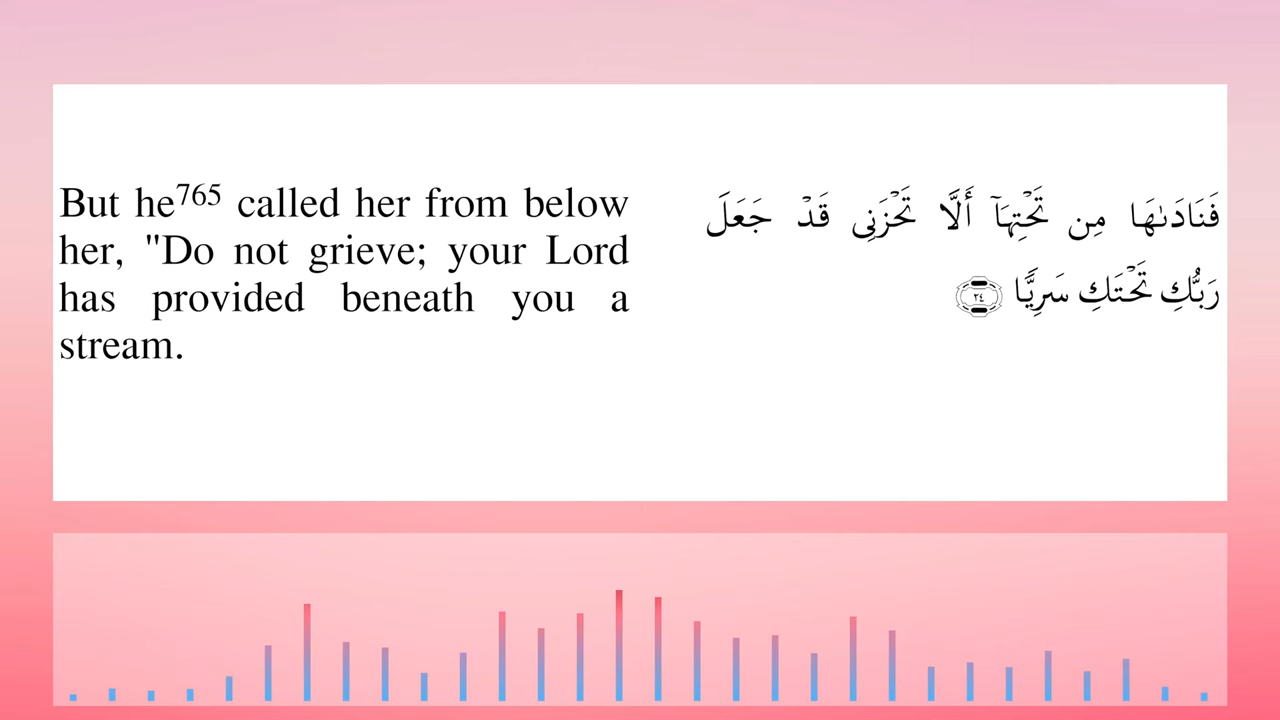 But he⁷⁶⁵ called her from below
her, "Do not grieve; your Lord
has provided beneath you a
stream.
فَنَادَىٰهَا مِن تَحْتِهَآ أَلَّا تَحْزَنِى قَدْ جَعَلَ
رَبُّكِ تَحْتَكِ سَرِيًّا ٢٤